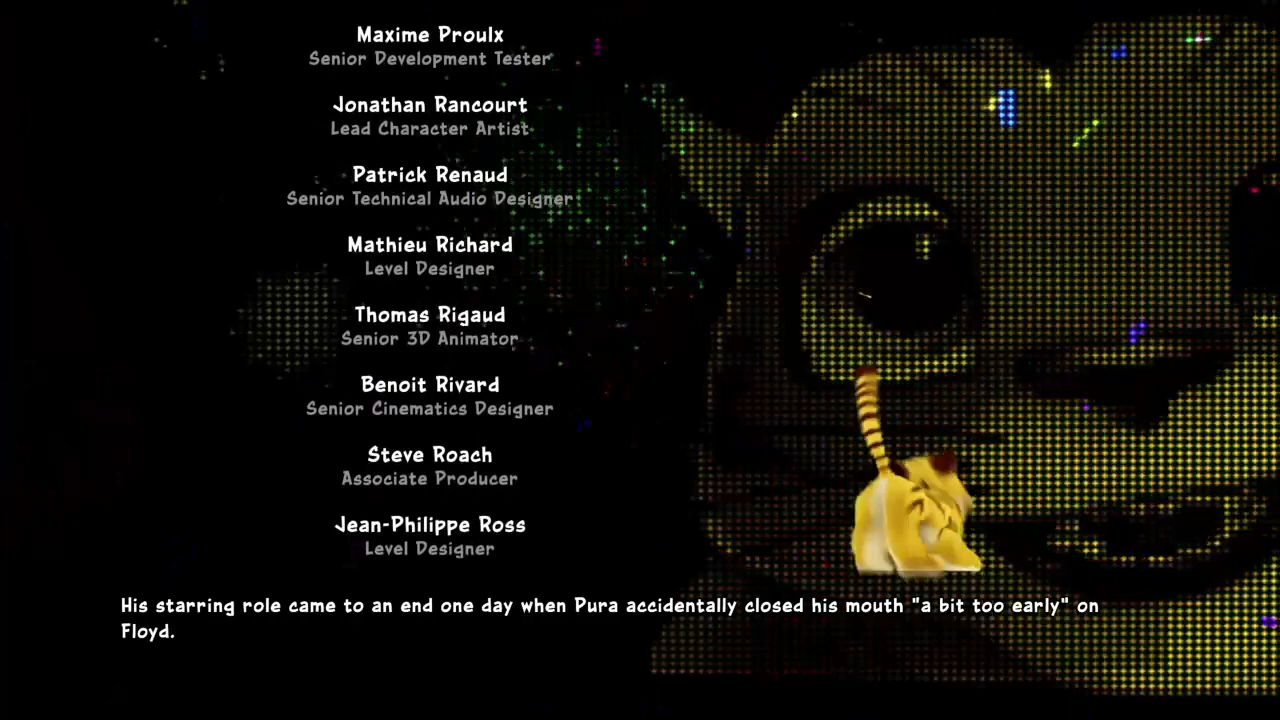 Maxime Proulx
Senior Development Tester
Jonathan Rancourt
Lead Character Artist
Patrick Renaud
Senior Technical Audio Designer
Mathieu Richard
Level Designer
Thomas Rigaud
Senior 3D Animator
Benoit Rivard
Senior Cinematics Designer
Steve Roach
Associate Producer
Jean-Philippe Ross
Level Designer
His starring role came to an end one day when Pura accidentally closed his mouth "a bit too early" on
Floyd.